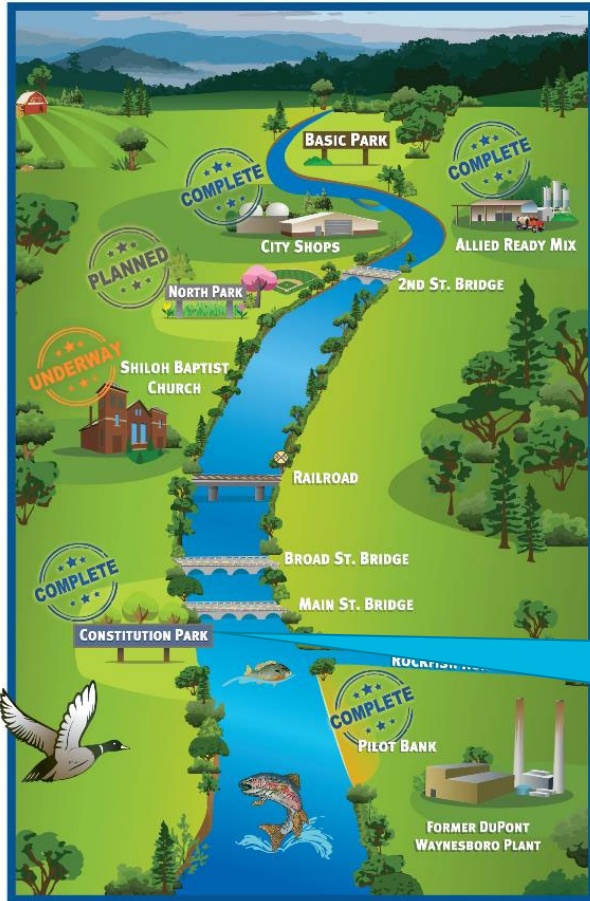 BASIC PARK
COMPLETE
COMPLETE
CITY SHOPS
ALLIED READY MIX
PLANNED
NORTH PARK
2ND ST. BRIDGE
UNDERWAY
SHILOH BAPTIST
CHURCH
RAILROAD
BROAD ST. BRIDGE
COMPLETE
MAIN ST. BRIDGE
CONSTITUTION PARK
COMPLETE
PILOT BANK
FORMER DUPONT
WAYNESBORO PLANT